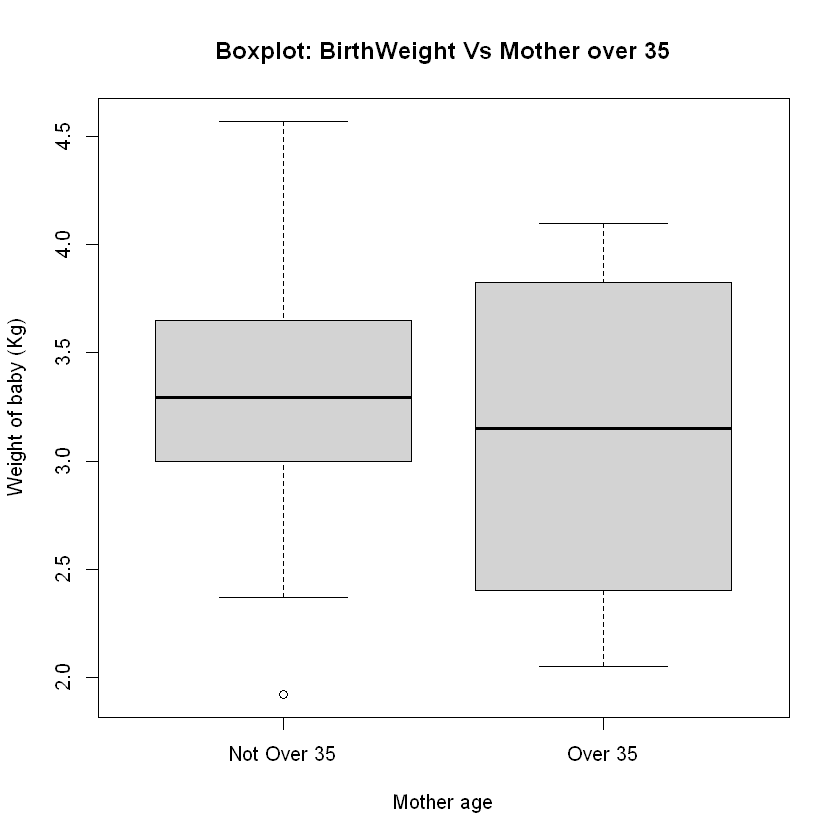 Boxplot: BirthWeight Vs Mother over 35
Weight of baby (Kg)
4.5
4.0
3.5
3.0
2.5
2.0
Not Over 35
Over 35
Mother age